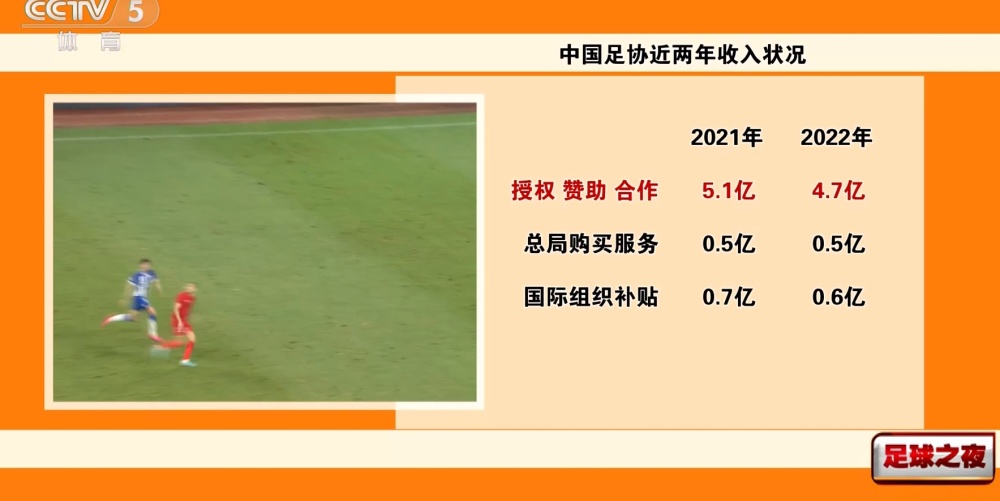 CCTV 5
体育
中国足协近两年收入状况
2021年 2022年
授权 赞助 合作 5.1亿 4.7亿
总局购买服务 0.5亿 0.5亿
国际组织补贴 0.7亿 0.6亿
足球之夜